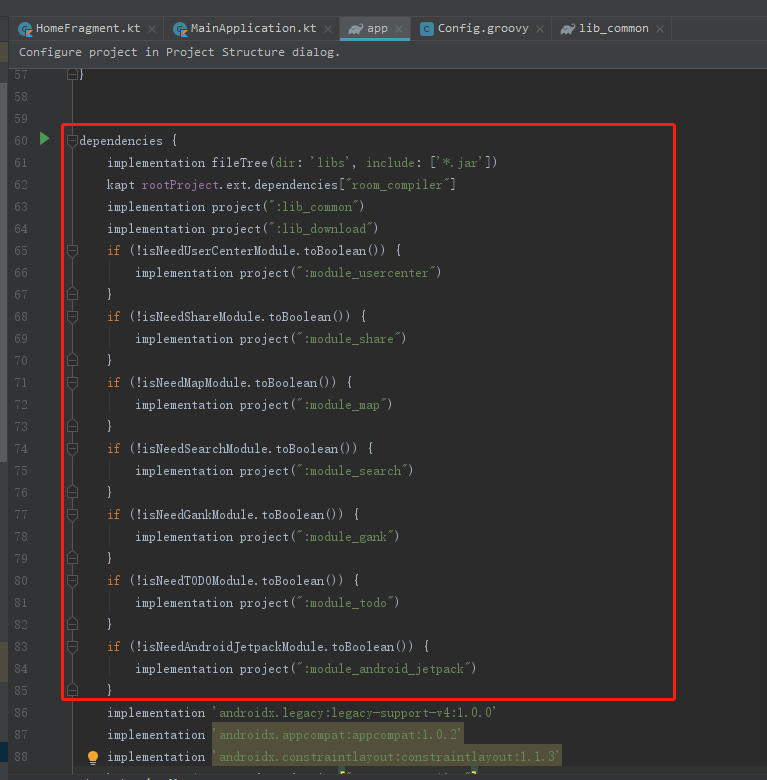 HomeFragment.kt MainApplication.kt app Config.groovy lib_common
Configure project in Project Structure dialog.
57 }
58
59
60 dependencies {
61 implementation fileTree(dir: 'libs', include: ['*.jar'])
62 kapt rootProject.ext.dependencies["room_compiler"]
63 implementation project(":lib_common")
64 implementation project(":lib_download")
65 if (!isNeedUserCenterModule.toBoolean()) {
66 implementation project(":module_usercenter")
67 }
68 if (!isNeedShareModule.toBoolean()) {
69 implementation project(":module_share")
70 }
71 if (!isNeedMapModule.toBoolean()) {
72 implementation project(":module_map")
73 }
74 if (!isNeedSearchModule.toBoolean()) {
75 implementation project(":module_search")
76 }
77 if (!isNeedGankModule.toBoolean()) {
78 implementation project(":module_gank")
79 }
80 if (!isNeedTODOModule.toBoolean()) {
81 implementation project(":module_todo")
82 }
83 if (!isNeedAndroidJetpackModule.toBoolean()) {
84 implementation project(":module_android_jetpack")
85 }
86 implementation 'androidx.legacy:legacy-support-v4:1.0.0'
87 implementation 'androidx.appcompat:appcompat:1.0.2'
88 implementation 'androidx.constraintlayout:constraintlayout:1.1.3'